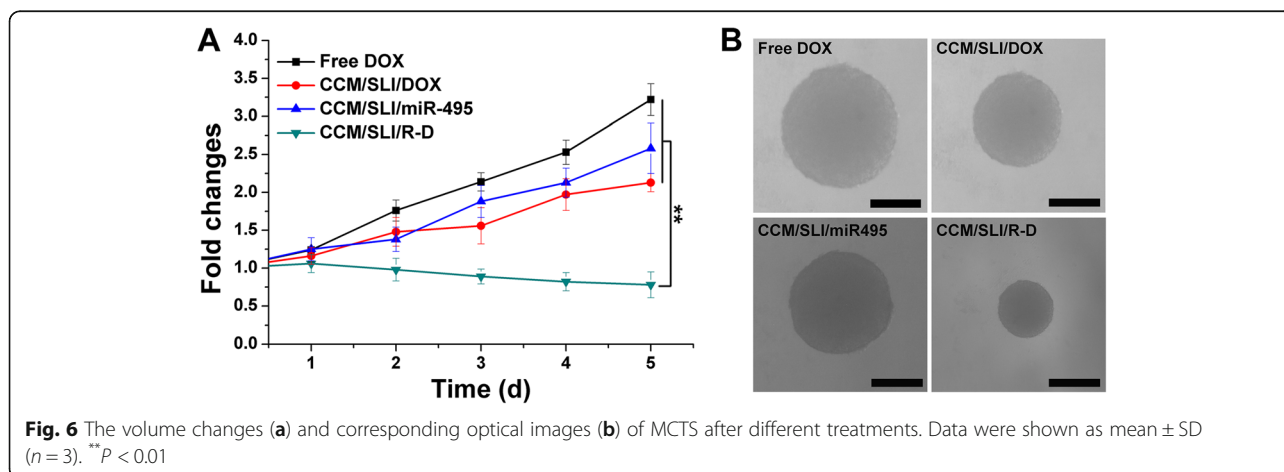 A
4.0
3.5
3.0
2.5
2.0
1.5
1.0
0.5
0.0
Fold changes
Free DOX
CCM/SLI/DOX
CCM/SLI/miR-495
CCM/SLI/R-D
**
1 2 3 4 5
Time (d)
B
Free DOX CCM/SLI/DOX
CCM/SLI/miR495 CCM/SLI/R-D
Fig. 6 The volume changes (a) and corresponding optical images (b) of MCTS after different treatments. Data were shown as mean ± SD
(n = 3). **P < 0.01